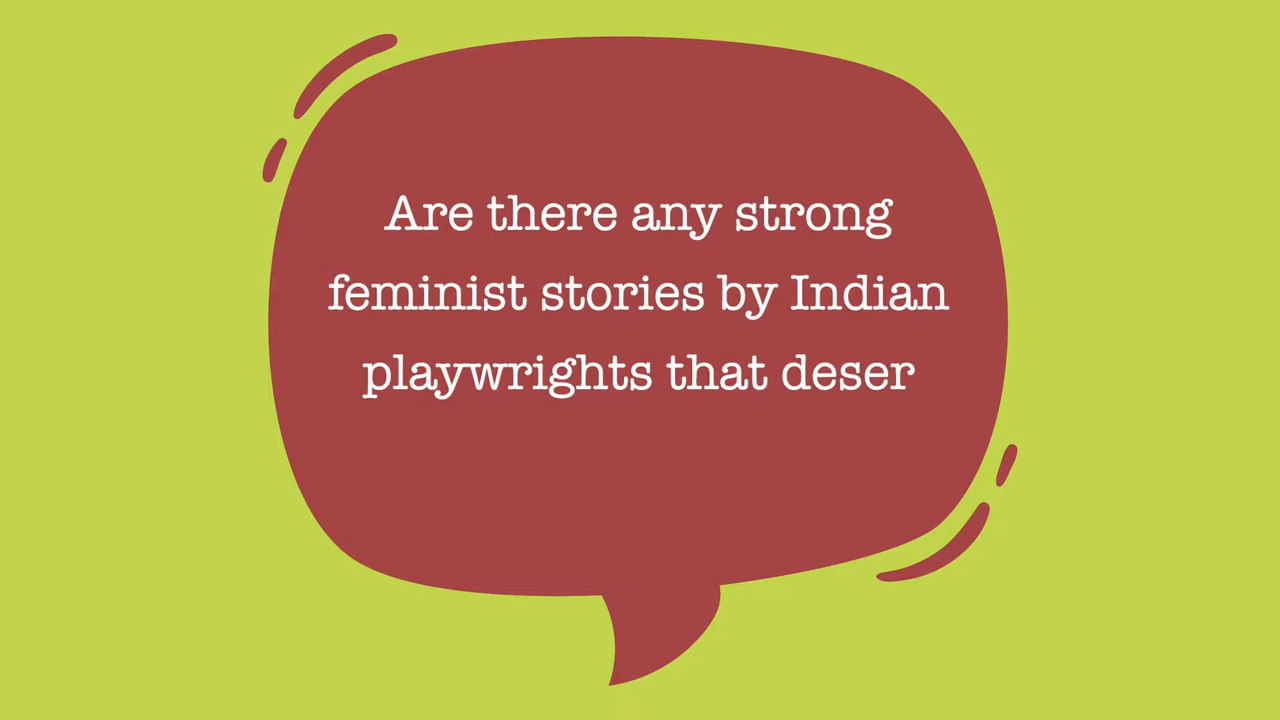 Are there any strong
feminist stories by Indian
playwrights that deser